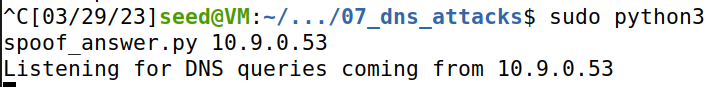 ^C[03/29/23]seed@VM:~/.../07_dns_attacks$ sudo python3
spoof_answer.py 10.9.0.53
Listening for DNS queries coming from 10.9.0.53